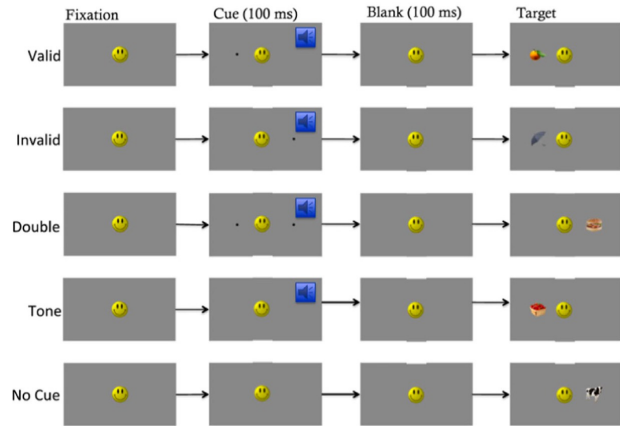 Fixation Cue (100 ms) Blank (100 ms) Target
Valid
Invalid
Double
Tone
No Cue